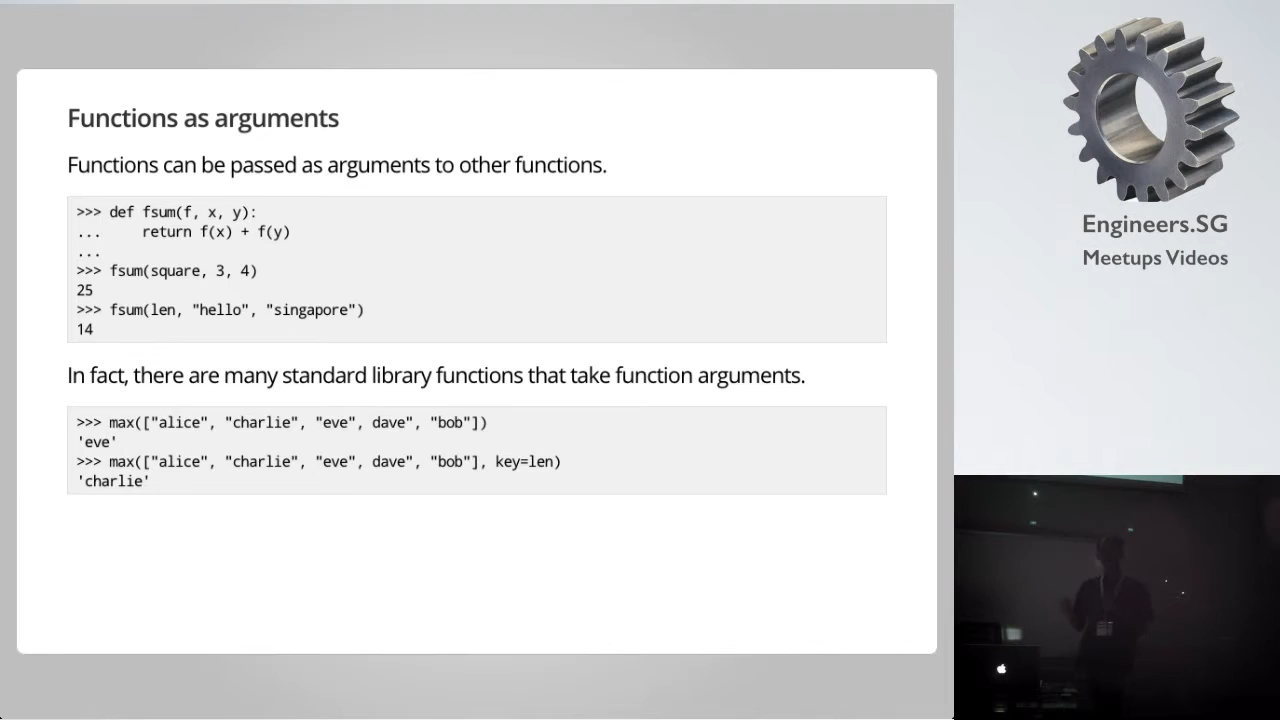 Functions as arguments
Functions can be passed as arguments to other functions.
>>> def fsum(f, x, y):
...     return f(x) + f(y)
...
>>> fsum(square, 3, 4)
25
>>> fsum(len, "hello", "singapore")
14
In fact, there are many standard library functions that take function arguments.
>>> max(["alice", "charlie", "eve", dave", "bob"])
'eve'
>>> max(["alice", "charlie", "eve", dave", "bob"], key=len)
'charlie'
Engineers.SG
Meetups Videos